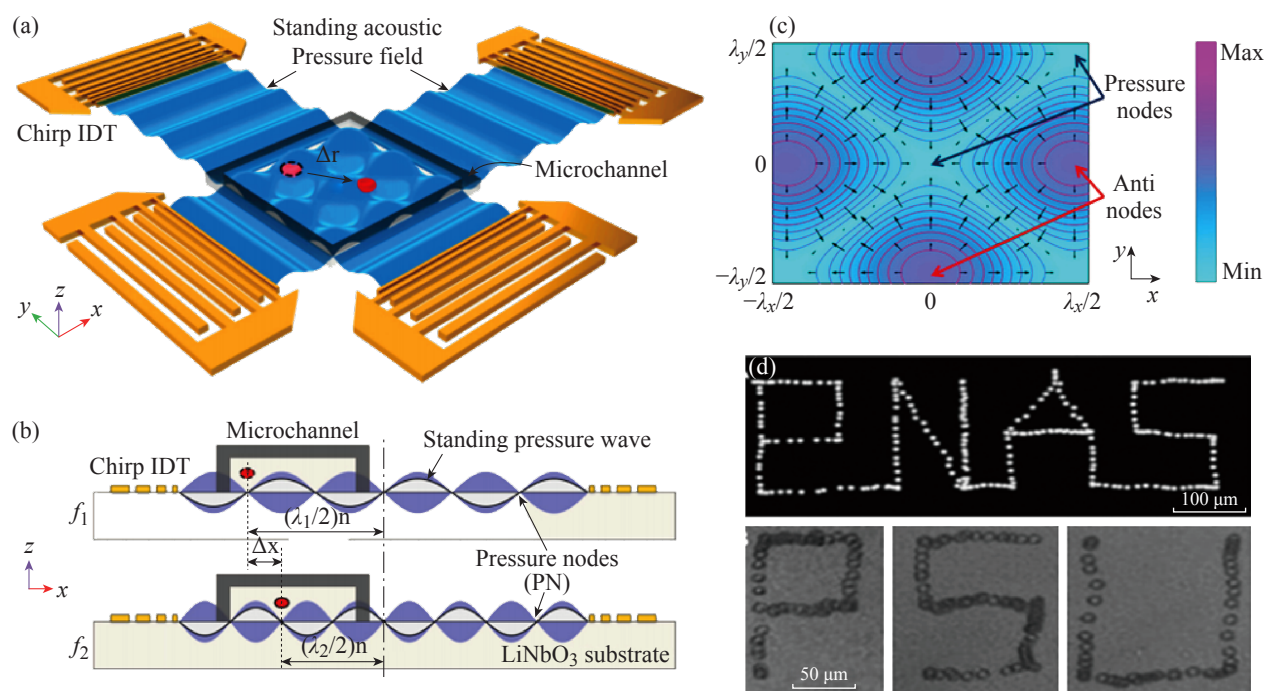 (a)
Standing acoustic
Pressure field
Chirp IDT
Δr
Microchannel
z
y
x
(b)
Microchannel
Standing pressure wave
Chirp IDT
f₁
(λ₁/2)n
Δx
Pressure nodes
(PN)
z
x
f₂
(λ₂/2)n
LiNbO₃ substrate
(c)
λy/2
Max
Pressure
nodes
0
Anti
nodes
y
x
−λy/2
Min
−λx/2
0
λx/2
(d)
PNAS
100 μm
PSU
50 μm